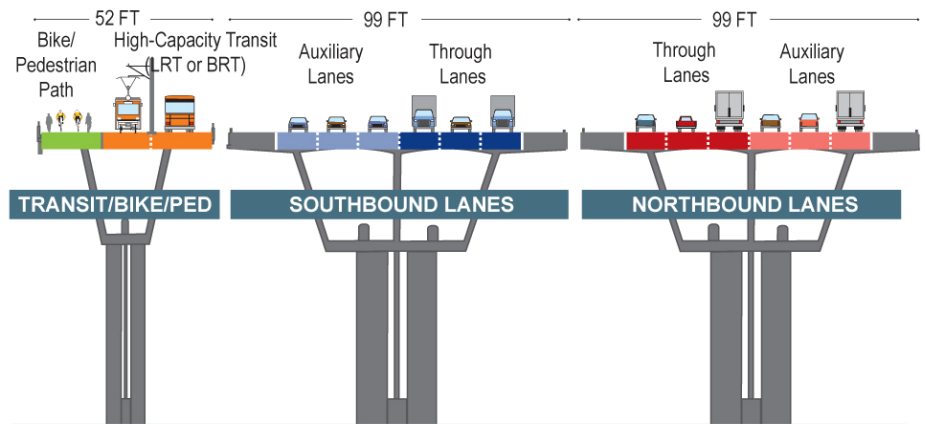 52 FT
99 FT
99 FT
Bike/
Pedestrian
Path
High-Capacity Transit
(LRT or BRT)
Auxiliary
Lanes
Through
Lanes
Through
Lanes
Auxiliary
Lanes
TRANSIT/BIKE/PED
SOUTHBOUND LANES
NORTHBOUND LANES